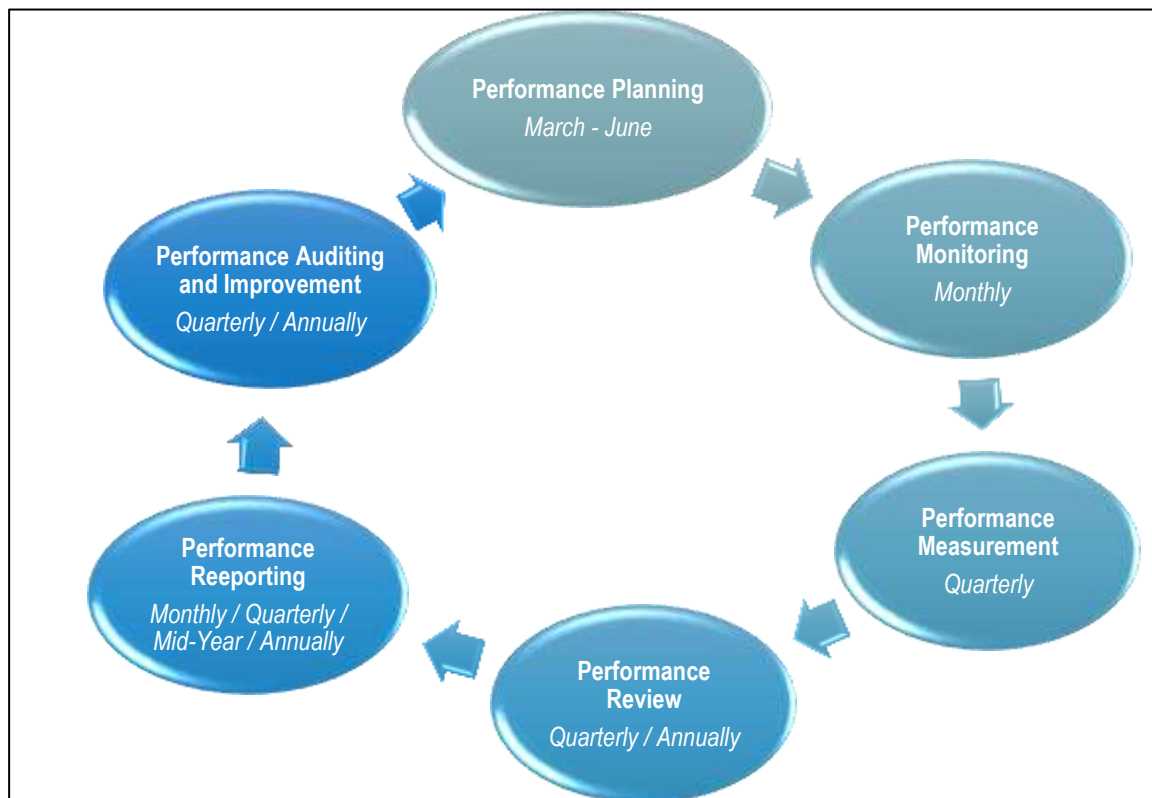 Performance Planning
March - June
Performance
Monitoring
Monthly
Performance
Measurement
Quarterly
Performance
Review
Quarterly / Annually
Performance
Reeporting
Monthly / Quarterly /
Mid-Year / Annually
Performance Auditing
and Improvement
Quarterly / Annually